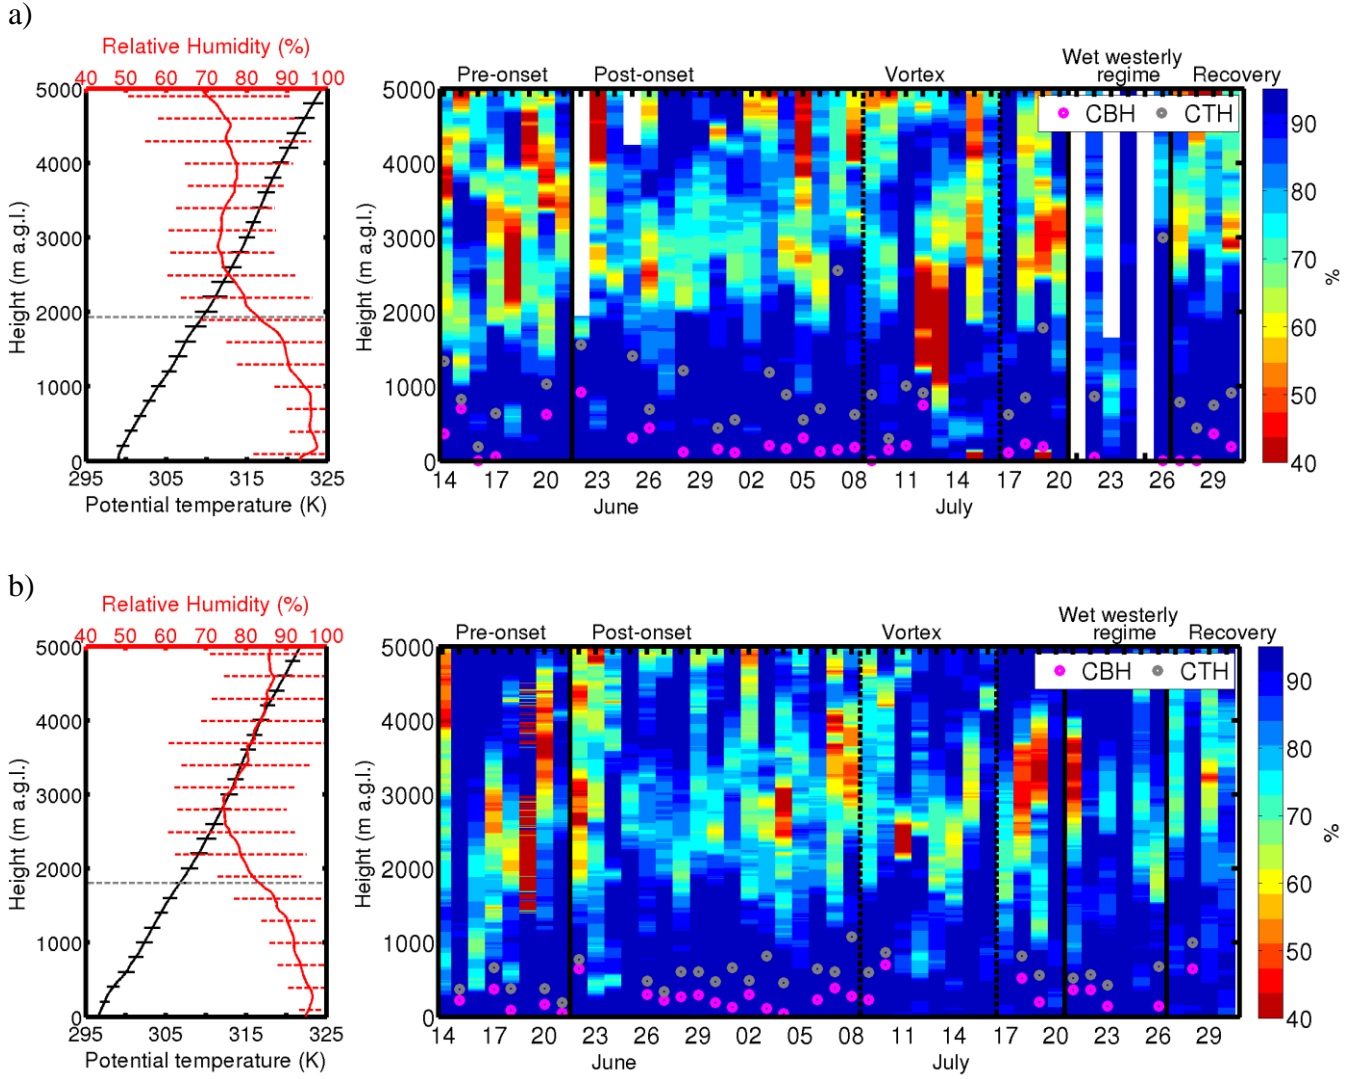 a)
Relative Humidity (%)
40 50 60 70 80 90 100
5000
4000
3000
2000
1000
0
Height (m a.g.l.)
295 305 315 325
Potential temperature (K)
Pre-onset Post-onset Vortex Wet westerly regime Recovery
CBH CTH
5000
4000
3000
2000
1000
0
Height (m a.g.l.)
14 17 20 23 26 29 02 05 08 11 14 17 20 23 26 29
June July
90
80
70
60
50
40
%
b)
Relative Humidity (%)
40 50 60 70 80 90 100
5000
4000
3000
2000
1000
0
Height (m a.g.l.)
295 305 315 325
Potential temperature (K)
Pre-onset Post-onset Vortex Wet westerly regime Recovery
CBH CTH
5000
4000
3000
2000
1000
0
Height (m a.g.l.)
14 17 20 23 26 29 02 05 08 11 14 17 20 23 26 29
June July
90
80
70
60
50
40
%